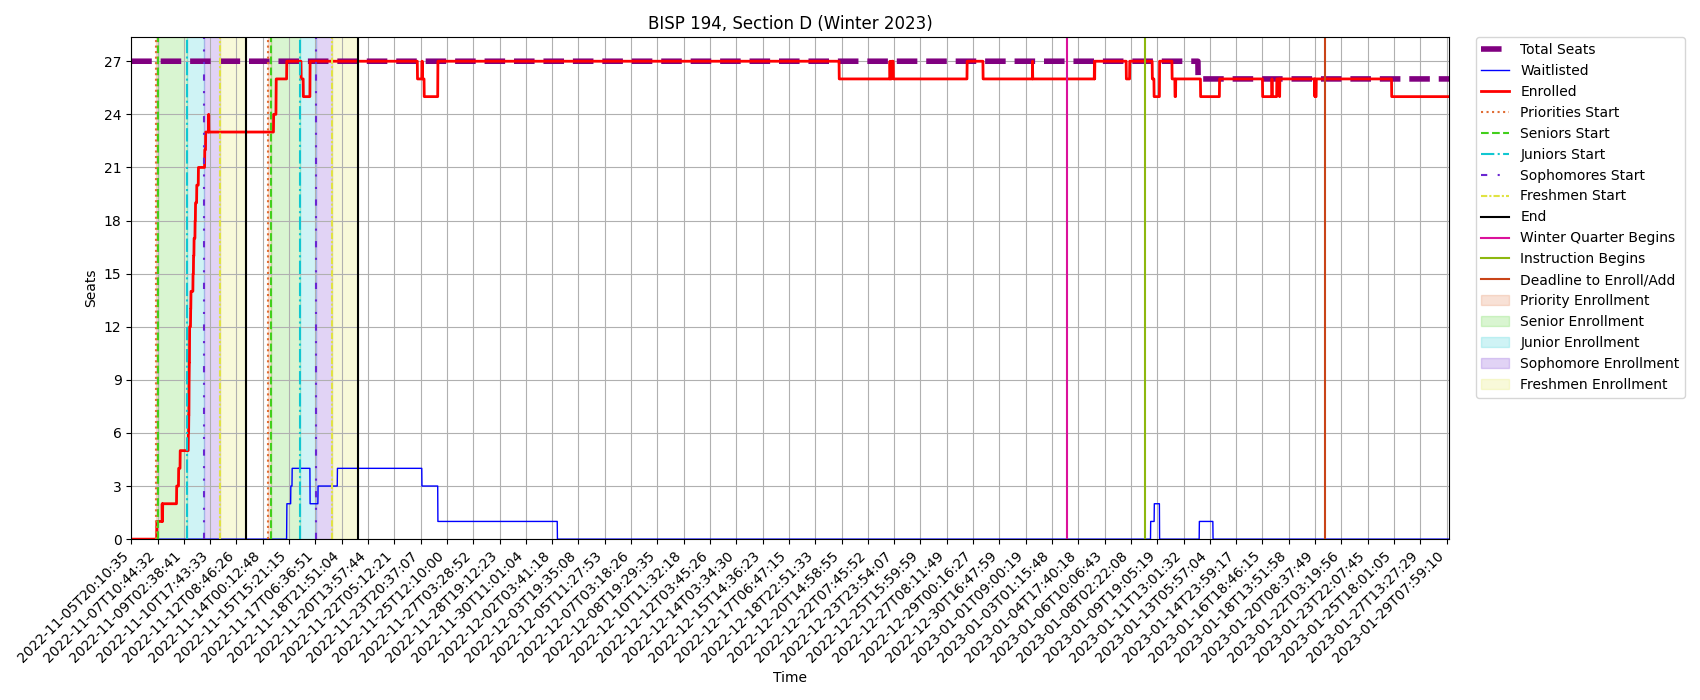 BISP 194, Section D (Winter 2023)
27
24
21
18
15
12
9
6
3
0
Seats
2022-11-05T20:10:35
2022-11-07T10:44:32
2022-11-09T02:38:41
2022-11-10T17:43:33
2022-11-12T08:46:26
2022-11-14T00:12:48
2022-11-15T15:21:15
2022-11-17T06:36:51
2022-11-18T21:51:04
2022-11-20T13:57:44
2022-11-22T05:12:21
2022-11-23T20:37:07
2022-11-25T12:10:00
2022-11-27T03:28:52
2022-11-28T19:12:23
2022-11-30T11:01:04
2022-12-02T03:41:18
2022-12-03T19:35:08
2022-12-05T11:27:53
2022-12-07T03:18:26
2022-12-08T19:29:35
2022-12-10T11:32:18
2022-12-12T03:45:26
2022-12-14T03:34:30
2022-12-15T14:36:23
2022-12-17T06:47:15
2022-12-18T22:51:33
2022-12-20T14:58:55
2022-12-22T07:45:52
2022-12-23T23:54:07
2022-12-25T15:59:59
2022-12-27T08:11:49
2022-12-29T00:16:27
2022-12-30T16:47:59
2023-01-01T09:00:19
2023-01-03T01:15:48
2023-01-04T17:40:18
2023-01-06T10:06:43
2023-01-08T02:22:08
2023-01-09T19:05:19
2023-01-11T13:01:32
2023-01-13T05:57:04
2023-01-14T23:59:17
2023-01-16T18:46:15
2023-01-18T13:51:58
2023-01-20T08:37:49
2023-01-22T03:19:56
2023-01-23T22:07:45
2023-01-25T18:01:05
2023-01-27T13:27:29
2023-01-29T07:59:10
Time
Total Seats
Waitlisted
Enrolled
Priorities Start
Seniors Start
Juniors Start
Sophomores Start
Freshmen Start
End
Winter Quarter Begins
Instruction Begins
Deadline to Enroll/Add
Priority Enrollment
Senior Enrollment
Junior Enrollment
Sophomore Enrollment
Freshmen Enrollment